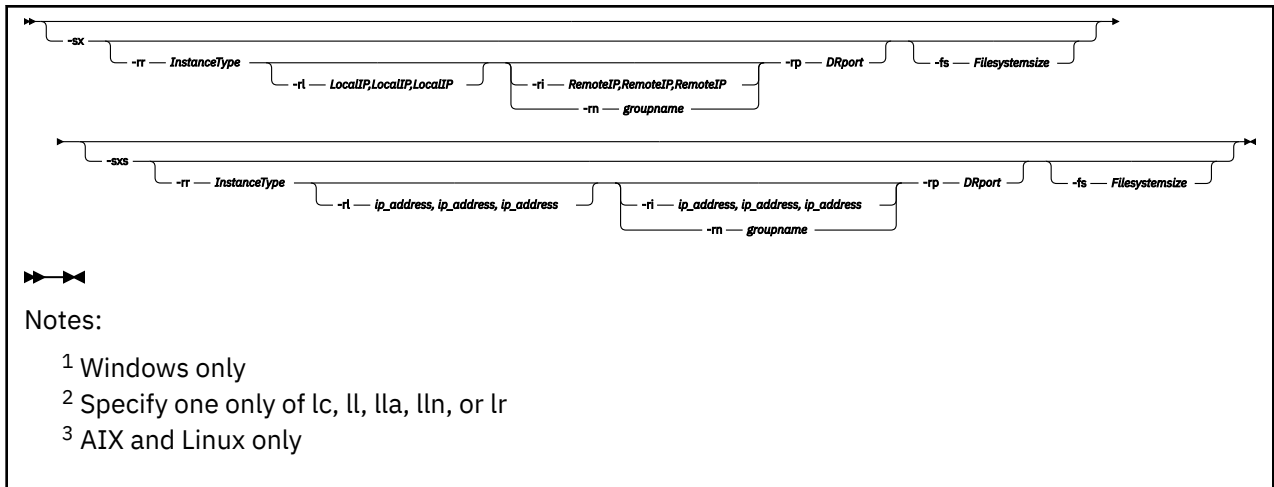 -sx
-rr — InstanceType -rp — DRport -fs — Filesystemsize
-rl — LocalIP,LocalIP,LocalIP -ri — RemoteIP,RemoteIP,RemoteIP
-rn — groupname
-sxs
-rr — InstanceType -rp — DRport -fs — Filesystemsize
-rl — ip_address, ip_address, ip_address -ri — ip_address, ip_address, ip_address
-rn — groupname
Notes:
1 Windows only
2 Specify one only of lc, ll, lla, lln, or lr
3 AIX and Linux only